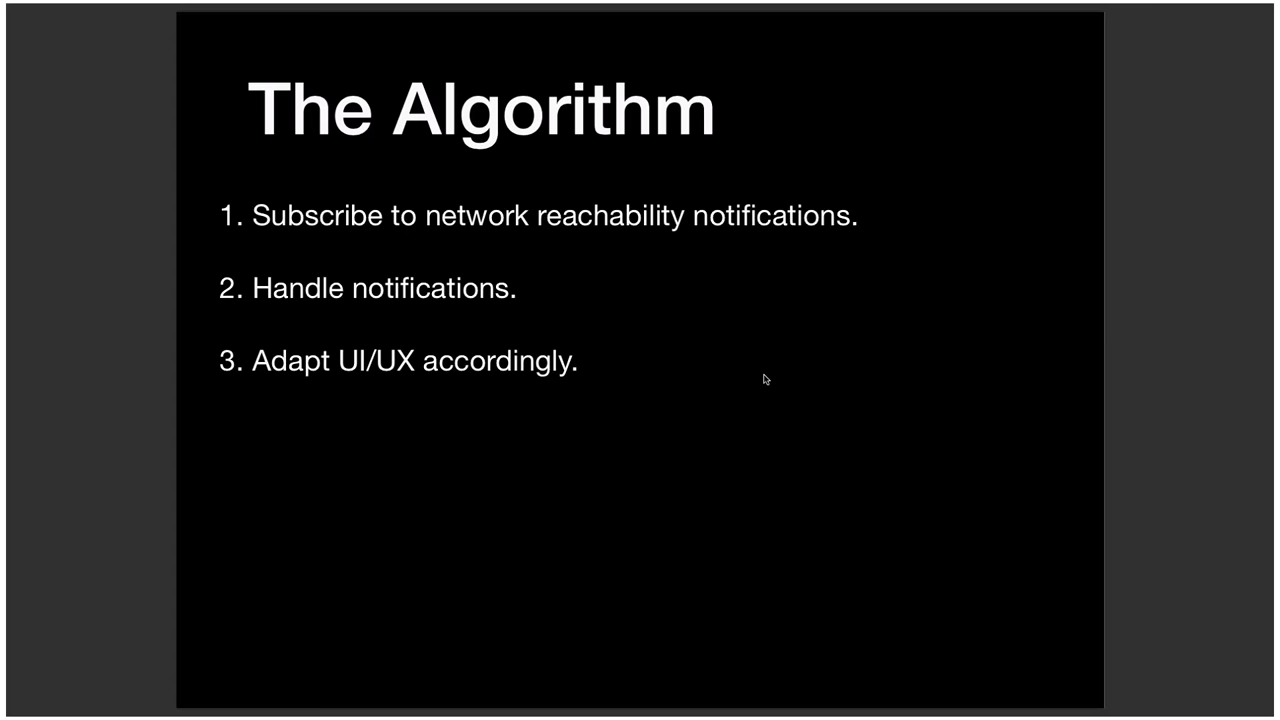 The Algorithm
1. Subscribe to network reachability notifications.
2. Handle notifications.
3. Adapt UI/UX accordingly.